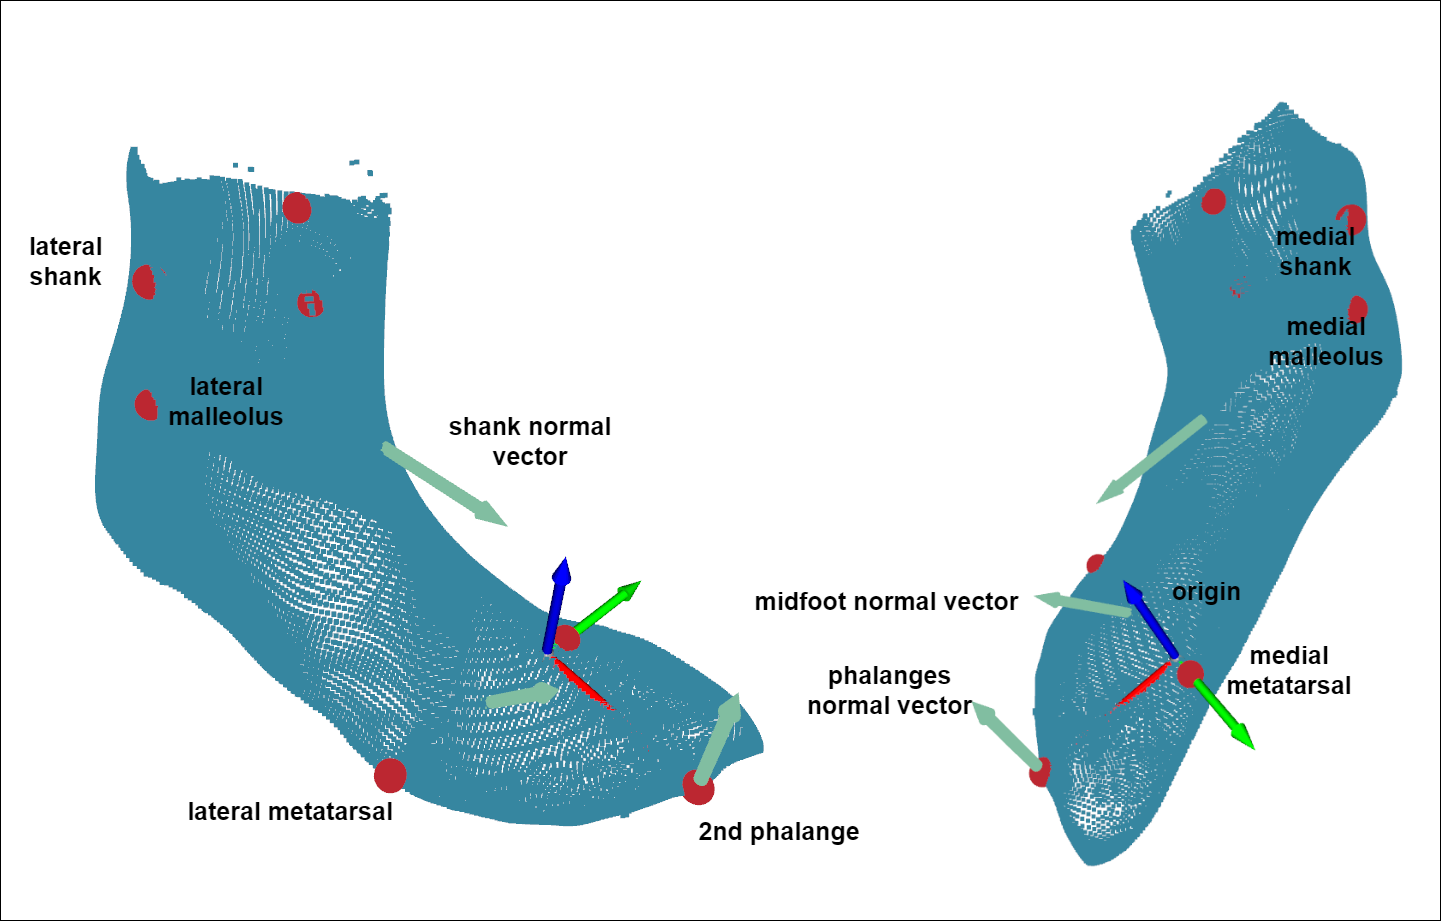 lateral
shank
lateral
malleolus
shank normal
vector
lateral metatarsal
2nd phalange
medial
shank
medial
malleolus
midfoot normal vector
origin
phalanges
normal vector
medial
metatarsal